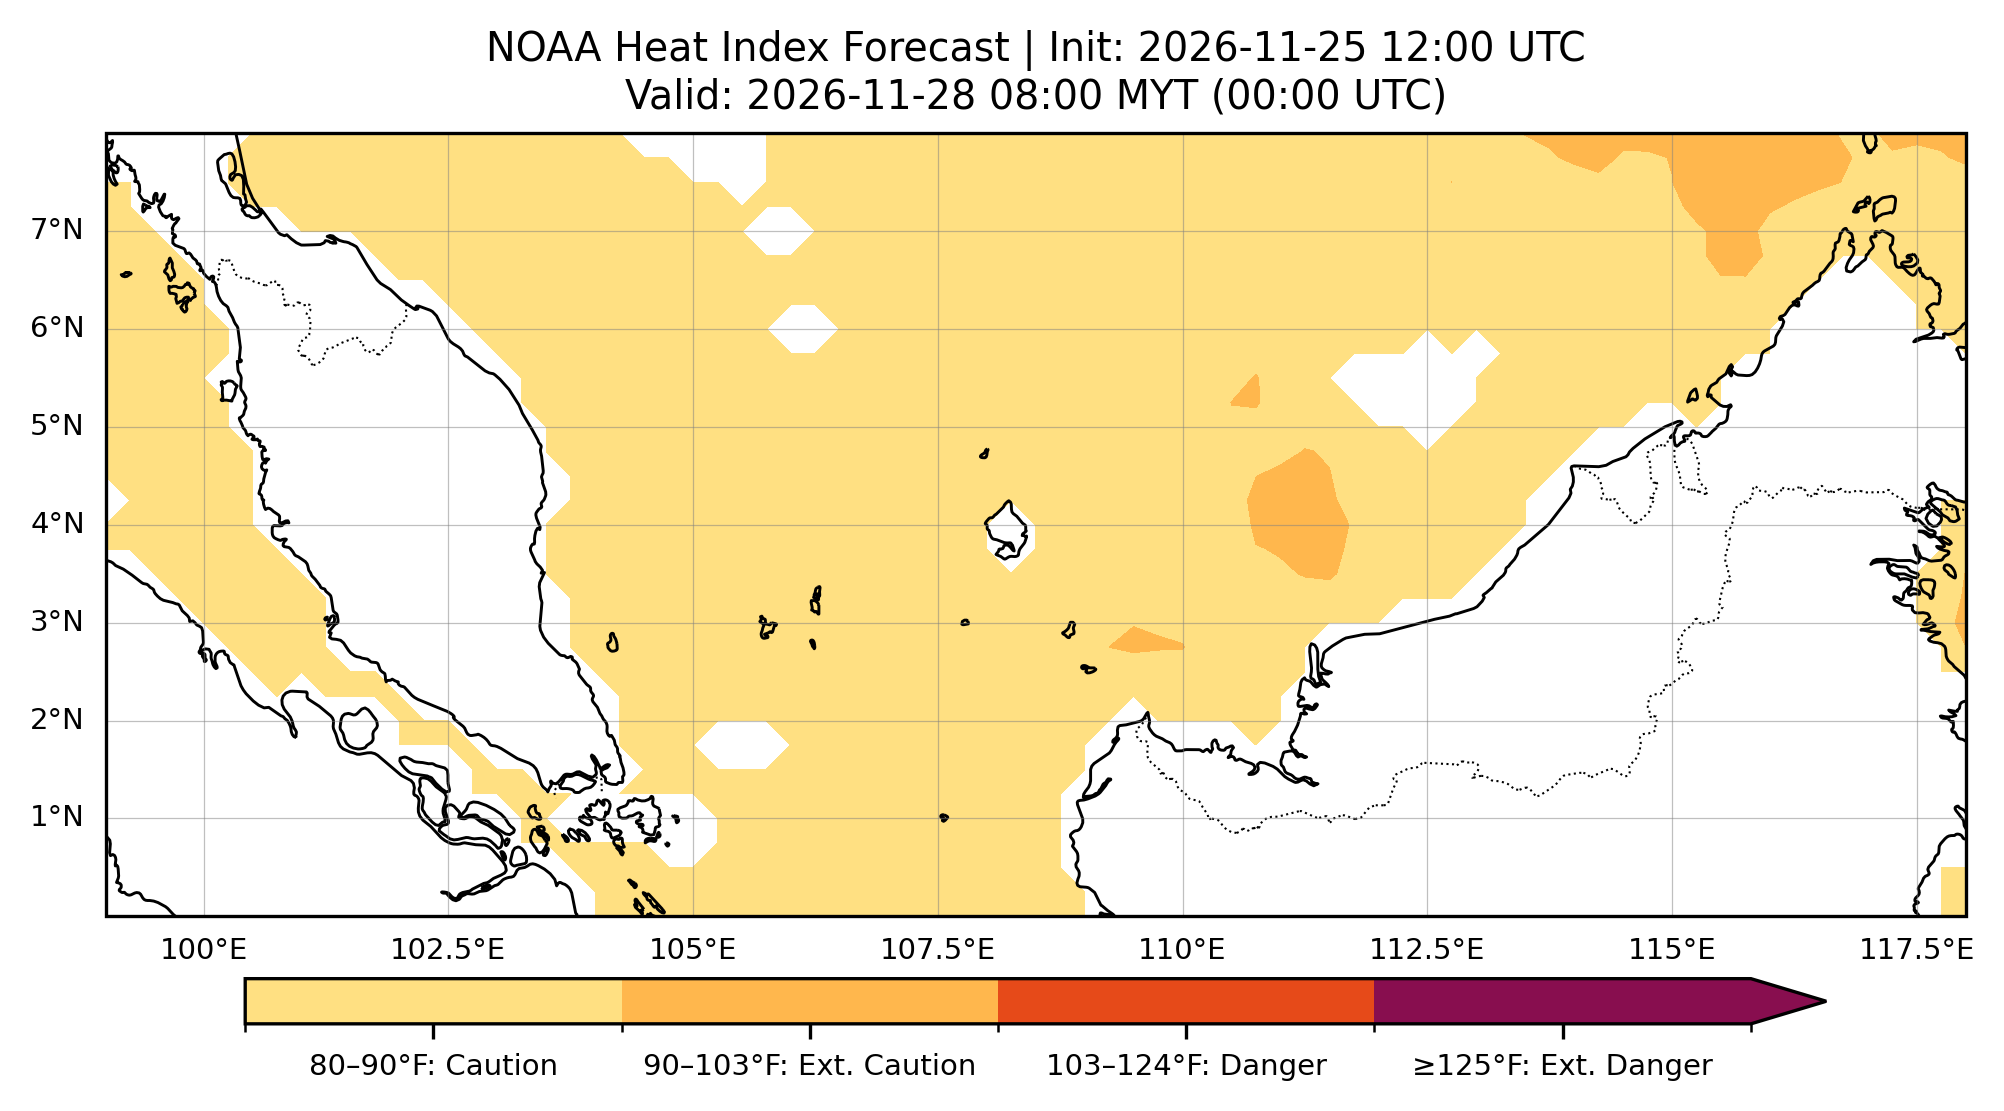 NOAA Heat Index Forecast | Init: 2026-11-25 12:00 UTC
Valid: 2026-11-28 08:00 MYT (00:00 UTC)
7°N
6°N
5°N
4°N
3°N
2°N
1°N
100°E 102.5°E 105°E 107.5°E 110°E 112.5°E 115°E 117.5°E
80–90°F: Caution 90–103°F: Ext. Caution 103–124°F: Danger ≥125°F: Ext. Danger